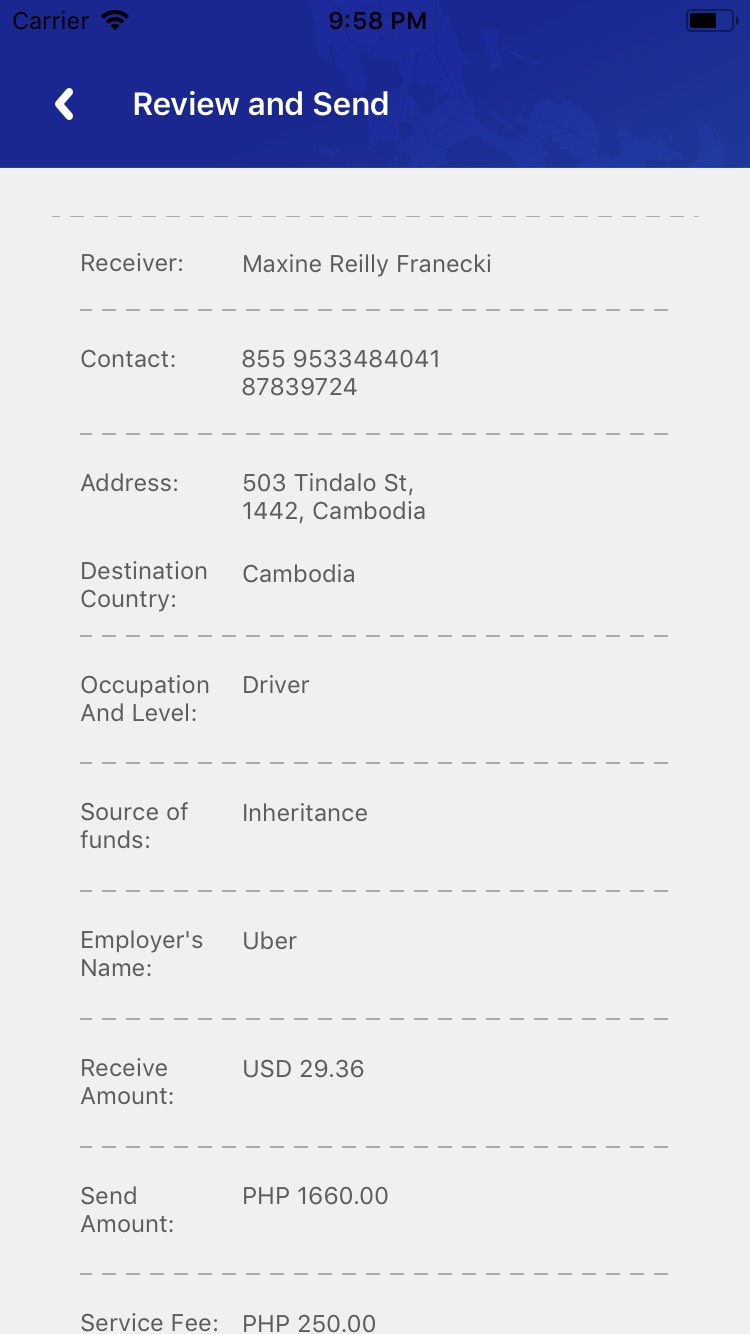 Carrier 9:58 PM
Review and Send
Receiver: Maxine Reilly Franecki
Contact: 855 9533484041
87839724
Address: 503 Tindalo St,
1442, Cambodia
Destination Cambodia
Country:
Occupation Driver
And Level:
Source of Inheritance
funds:
Employer's Uber
Name:
Receive USD 29.36
Amount:
Send PHP 1660.00
Amount:
Service Fee: PHP 250.00